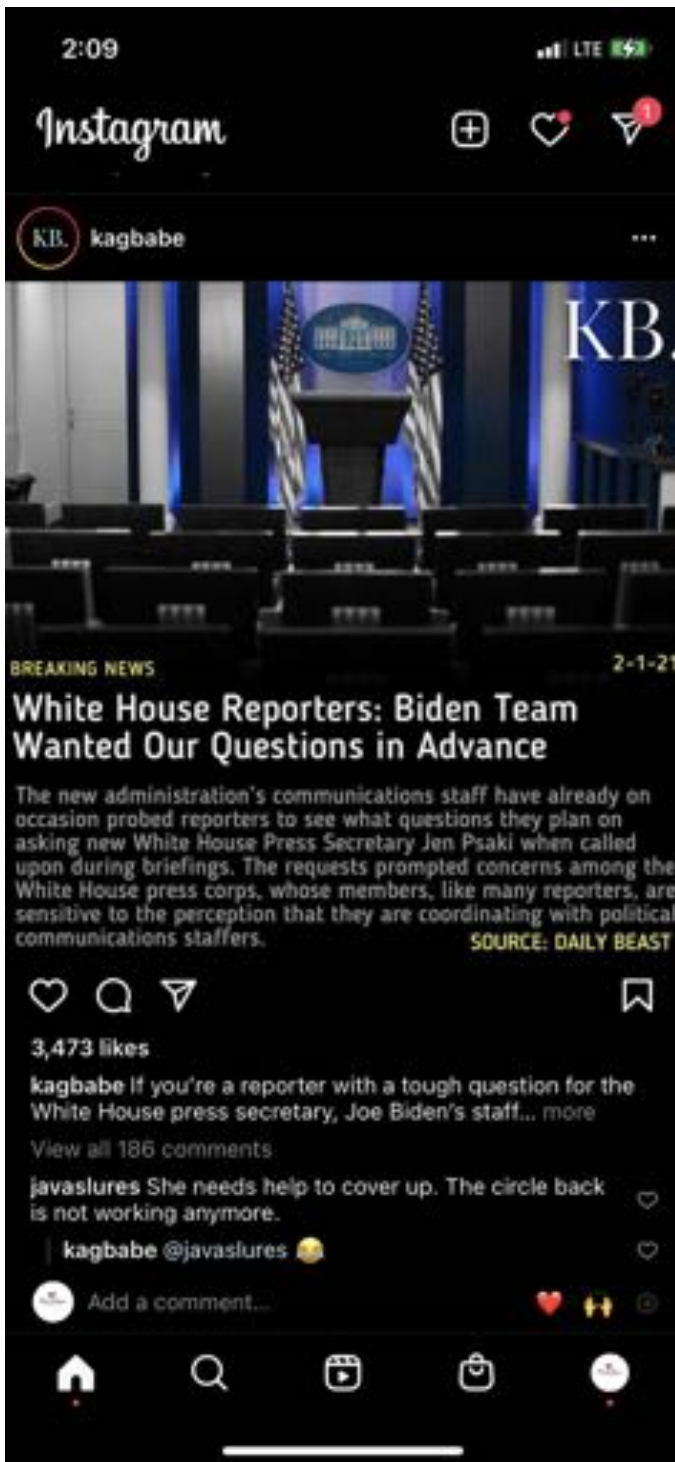 2:09
LTE
Instagram
1
KB. kagbabe
KB.
BREAKING NEWS
2-1-21
White House Reporters: Biden Team
Wanted Our Questions in Advance
The new administration's communications staff have already on
occasion probed reporters to see what questions they plan on
asking new White House Press Secretary Jen Psaki when called
upon during briefings. The requests prompted concerns among the
White House press corps, whose members, like many reporters, are
sensitive to the perception that they are coordinating with political
communications staffers.
SOURCE: DAILY BEAST
3,473 likes
kagbabe If you're a reporter with a tough question for the
White House press secretary, Joe Biden's staff... more
View all 186 comments
javaslures She needs help to cover up. The circle back
is not working anymore.
kagbabe @javaslures 😂
Add a comment...